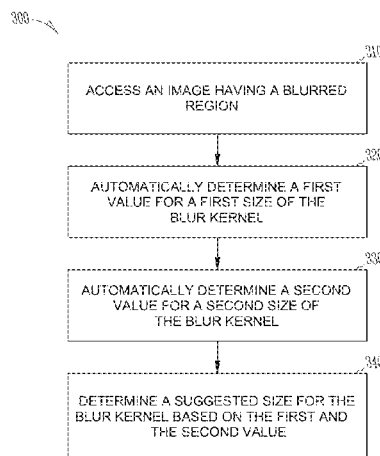 300
310
ACCESS AN IMAGE HAVING A BLURRED
REGION
320
AUTOMATICALLY DETERMINE A FIRST
VALUE FOR A FIRST SIZE OF THE
BLUR KERNEL
330
AUTOMATICALLY DETERMINE A SECOND
VALUE FOR A SECOND SIZE OF
THE BLUR KERNEL
340
DETERMINE A SUGGESTED SIZE FOR THE
BLUR KERNEL BASED ON THE FIRST AND
THE SECOND VALUE